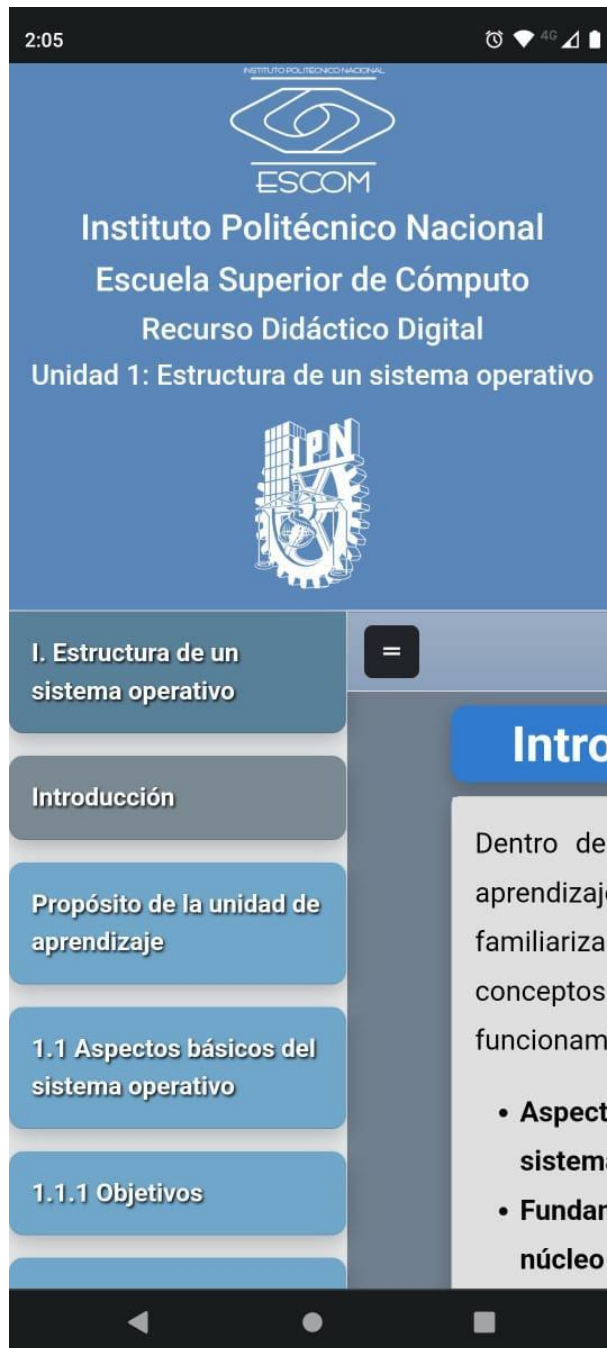 2:05
4G
INSTITUTO POLITÉCNICO NACIONAL
ESCOM
Instituto Politécnico Nacional
Escuela Superior de Cómputo
Recurso Didáctico Digital
Unidad 1: Estructura de un sistema operativo
IPN
I. Estructura de un
sistema operativo
Introducción
Propósito de la unidad de
aprendizaje
1.1 Aspectos básicos del
sistema operativo
1.1.1 Objetivos
Intro
Dentro de
aprendizaje
familiariza
conceptos
funcionam
• Aspect
sistema
• Fundar
núcleo